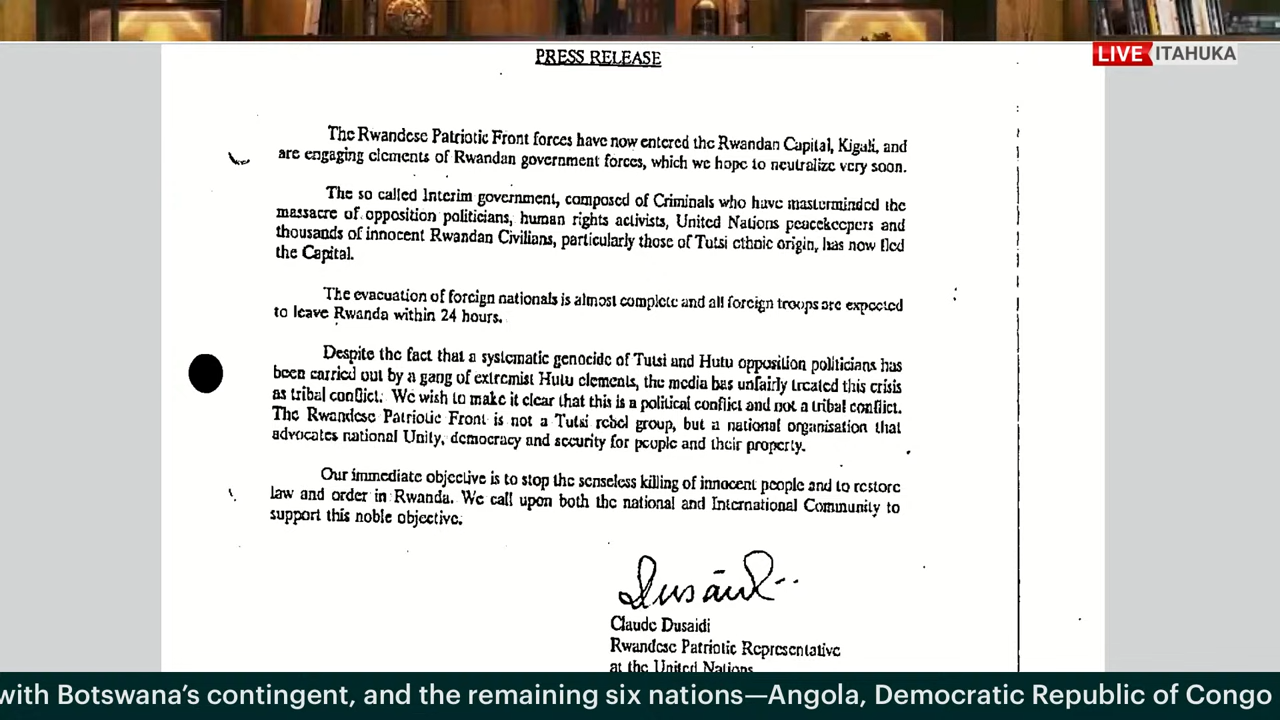 LIVE ITAHUKA
PRESS RELEASE
The Rwandese Patriotic Front forces have now entered the Rwandan Capital, Kigali, and
are engaging elements of Rwandan government forces, which we hope to neutralize very soon.
The so called Interim government, composed of Criminals who have masterminded the
massacre of opposition politicians, human rights activists, United Nations peacekeepers and
thousands of innocent Rwandan Civilians, particularly those of Tutsi ethnic origin, has now fled
the Capital.
The evacuation of foreign nationals is almost complete and all foreign troops are expected
to leave Rwanda within 24 hours.
Despite the fact that a systematic genocide of Tutsi and Hutu opposition politicians has
been carried out by a gang of extremist Hutu elements, the media has unfairly treated this crisis
as tribal conflict. We wish to make it clear that this is a political conflict and not a tribal conflict.
The Rwandese Patriotic Front is not a Tutsi rebel group, but a national organisation that
advocates national Unity, democracy and security for people and their property.
Our immediate objective is to stop the senseless killing of innocent people and to restore
law and order in Rwanda. We call upon both the national and International Community to
support this noble objective.
Dusaidi
Claude Dusaidi
Rwandese Patriotic Representative
at the United Nations
with Botswana's contingent, and the remaining six nations—Angola, Democratic Republic of Congo